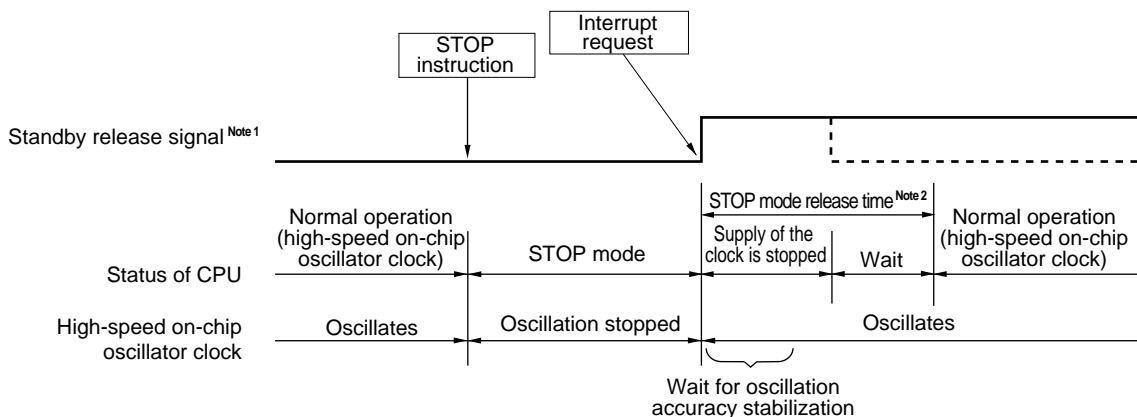 STOP
instruction
Interrupt
request
Standby release signal Note 1
STOP mode release time Note 2
Normal operation
(high-speed on-chip
oscillator clock)
STOP mode
Supply of the
clock is stopped
Wait
Normal operation
(high-speed on-chip
oscillator clock)
Status of CPU
High-speed on-chip
oscillator clock
Oscillates
Oscillation stopped
Oscillates
Wait for oscillation
accuracy stabilization